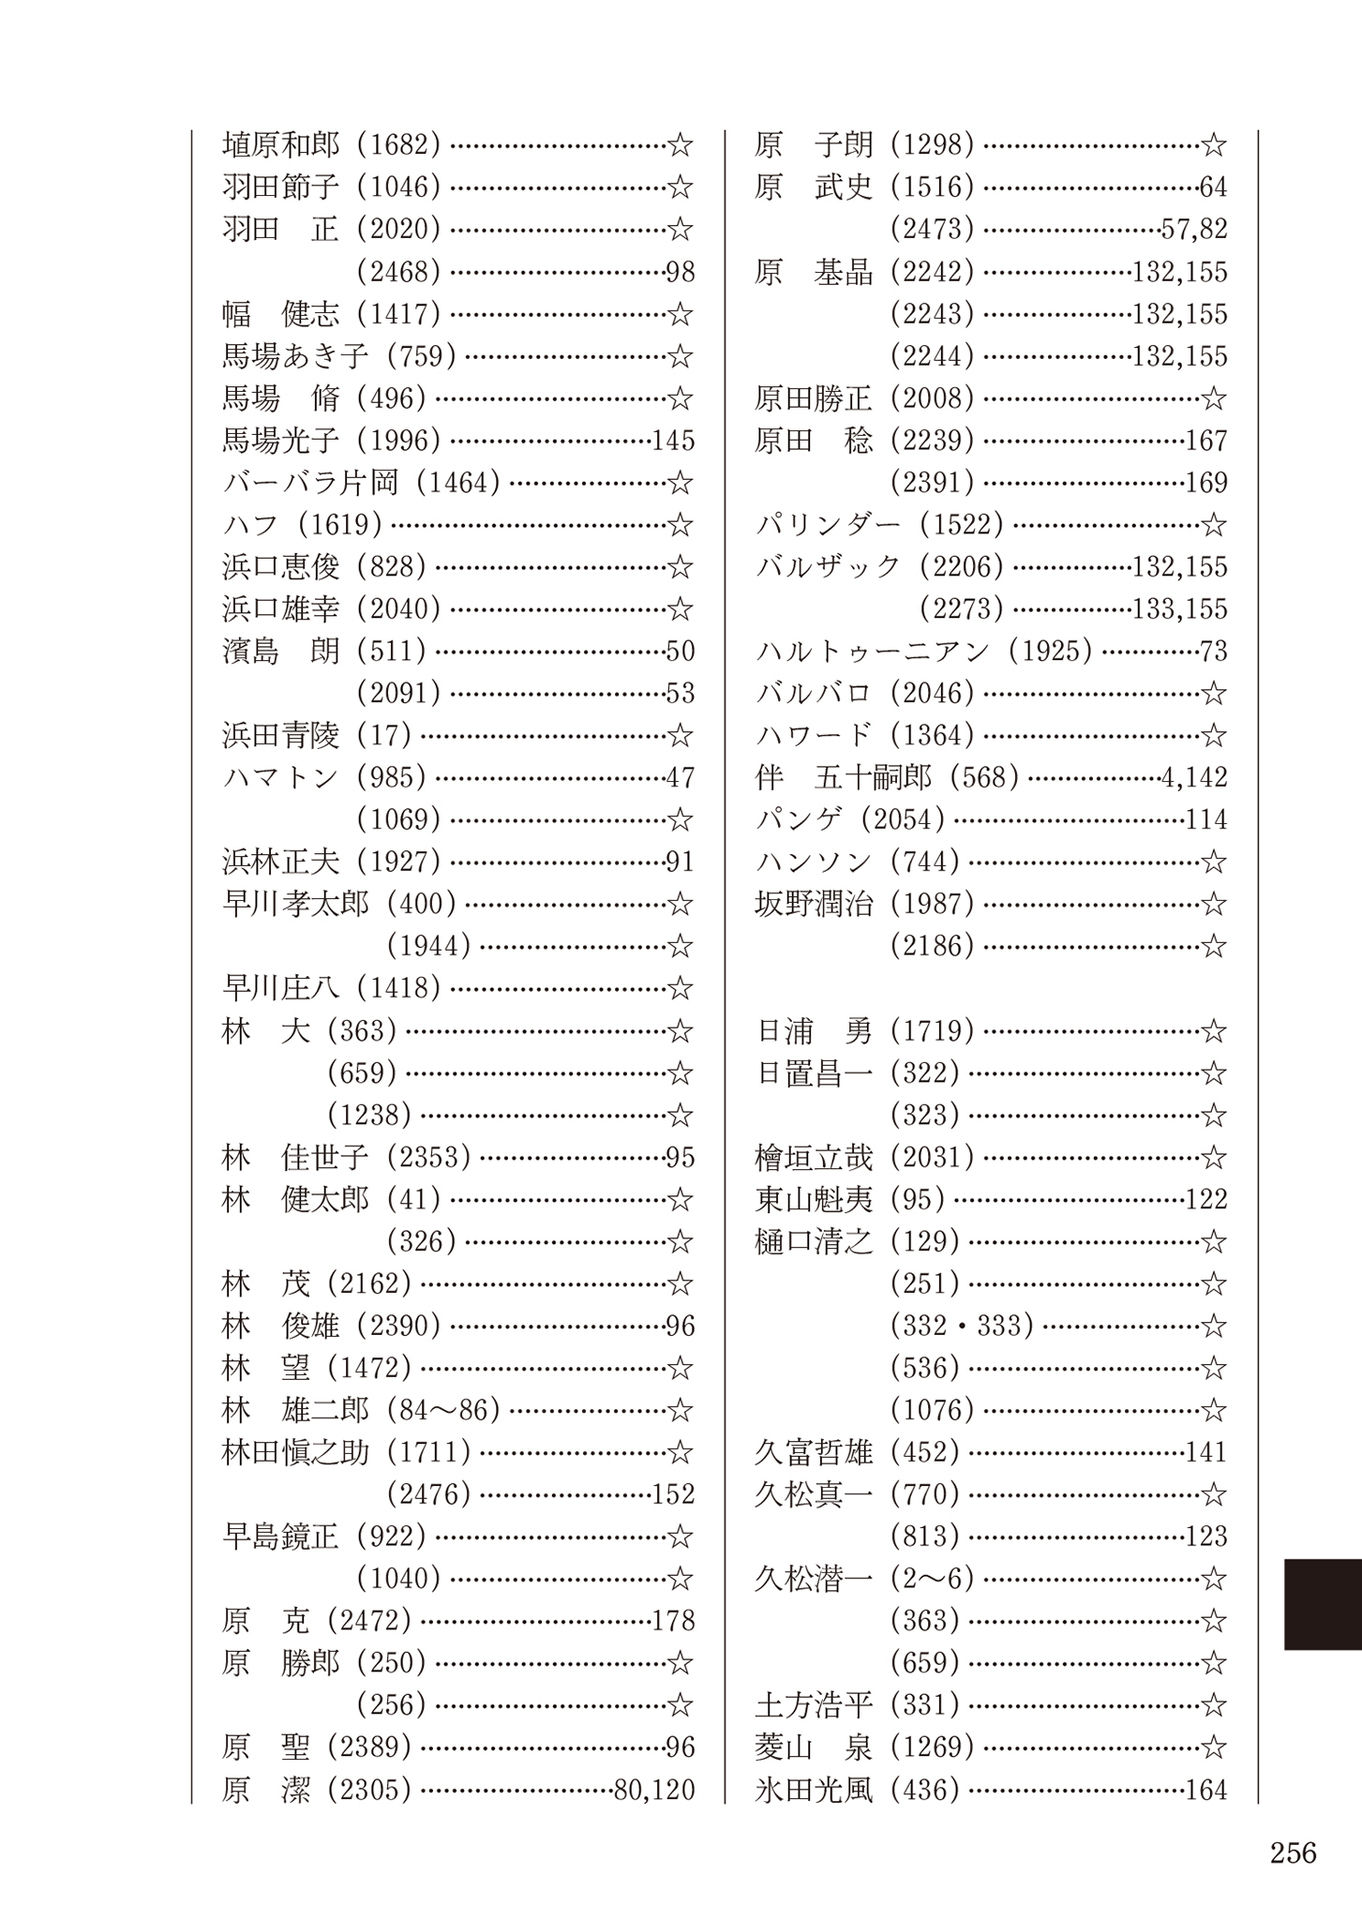 埴原和郎（1682）…………………………☆
羽田節子（1046）…………………………☆
羽田　正（2020）…………………………☆
（2468）…………………………98
幅　健志（1417）…………………………☆
馬場あき子（759）………………………☆
馬場　脩（496）…………………………☆
馬場光子（1996）………………………145
バーバラ片岡（1464）…………………☆
ハフ（1619）………………………………☆
浜口恵俊（828）…………………………☆
浜口雄幸（2040）…………………………☆
濱島　朗（511）…………………………50
（2091）…………………………53
浜田青陵（17）……………………………☆
ハマトン（985）…………………………47
（1069）…………………………☆
浜林正夫（1927）…………………………91
早川孝太郎（400）………………………☆
（1944）………………………☆
早川庄八（1418）…………………………☆
林　大（363）………………………………☆
（659）………………………………☆
（1238）……………………………☆
林　佳世子（2353）……………………95
林　健太郎（41）…………………………☆
（326）………………………☆
林　茂（2162）……………………………☆
林　俊雄（2390）…………………………96
林　望（1472）……………………………☆
林　雄二郎（84〜86）…………………☆
林田愼之助（1711）……………………☆
（2476）…………………152
早島鏡正（922）…………………………☆
（1040）…………………………☆
原　克（2472）…………………………178
原　勝郎（250）…………………………☆
（256）…………………………☆
原　聖（2389）……………………………96
原　潔（2305）……………………80,120
原　子朗（1298）…………………………☆
原　武史（1516）…………………………64
（2473）……………………57,82
原　基晶（2242）………………132,155
（2243）………………132,155
（2244）………………132,155
原田勝正（2008）…………………………☆
原田　稔（2239）………………………167
（2391）………………………169
パリンダー（1522）……………………☆
バルザック（2206）……………132,155
（2273）……………133,155
ハルトゥーニアン（1925）…………73
バルバロ（2046）…………………………☆
ハワード（1364）…………………………☆
伴　五十嗣郎（568）………………4,142
パンゲ（2054）…………………………114
ハンソン（744）…………………………☆
坂野潤治（1987）…………………………☆
（2186）…………………………☆
日浦　勇（1719）…………………………☆
日置昌一（322）…………………………☆
（323）…………………………☆
檜垣立哉（2031）…………………………☆
東山魁夷（95）…………………………122
樋口清之（129）…………………………☆
（251）…………………………☆
（332・333）…………………☆
（536）…………………………☆
（1076）…………………………☆
久富哲雄（452）………………………141
久松真一（770）…………………………☆
（813）………………………123
久松潜一（2〜6）…………………………☆
（363）…………………………☆
（659）…………………………☆
土方浩平（331）…………………………☆
菱山　泉（1269）…………………………☆
氷田光風（436）………………………164
256